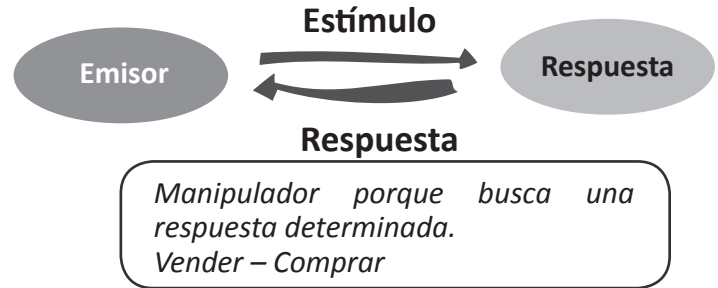 Estímulo
Emisor
Respuesta
Respuesta
Manipulador porque busca una
respuesta determinada.
Vender – Comprar